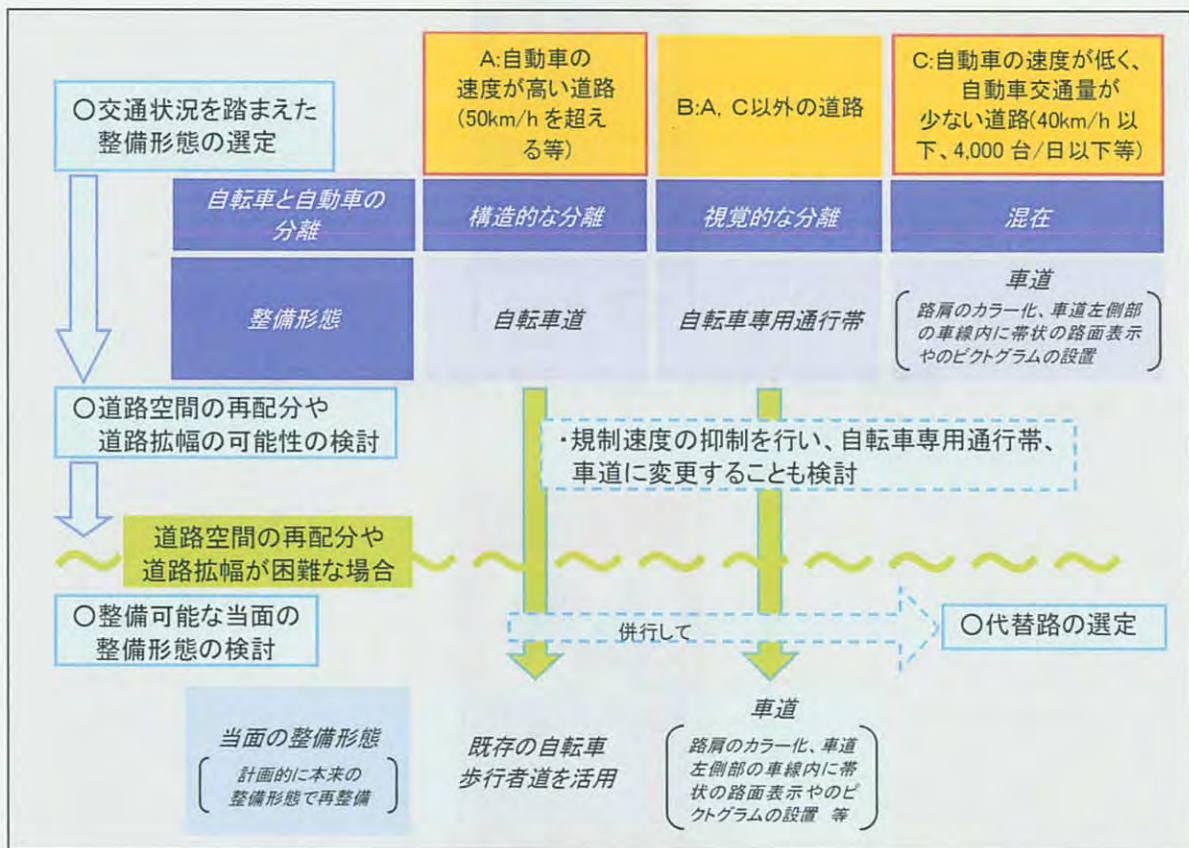 ○交通状況を踏まえた
整備形態の選定
A:自動車の
速度が高い道路
(50km/h を超え
る等)
B:A, C以外の道路
C:自動車の速度が低く、
自動車交通量が
少ない道路(40km/h 以
下、4,000 台/日以下等)
自転車と自動車の
分離
構造的な分離
視覚的な分離
混在
整備形態
自転車道
自転車専用通行帯
車道
路肩のカラー化、車道左側部
の車線内に帯状の路面表示
やのピクトグラムの設置
○道路空間の再配分や
道路拡幅の可能性の検討
・規制速度の抑制を行い、自転車専用通行帯、
車道に変更することも検討
道路空間の再配分や
道路拡幅が困難な場合
○整備可能な当面の
整備形態の検討
併行して
○代替路の選定
当面の整備形態
計画的に本来の
整備形態で再整備
既存の自転車
歩行者道を活用
車道
路肩のカラー化、車道
左側部の車線内に帯
状の路面表示やのピ
クトグラムの設置 等